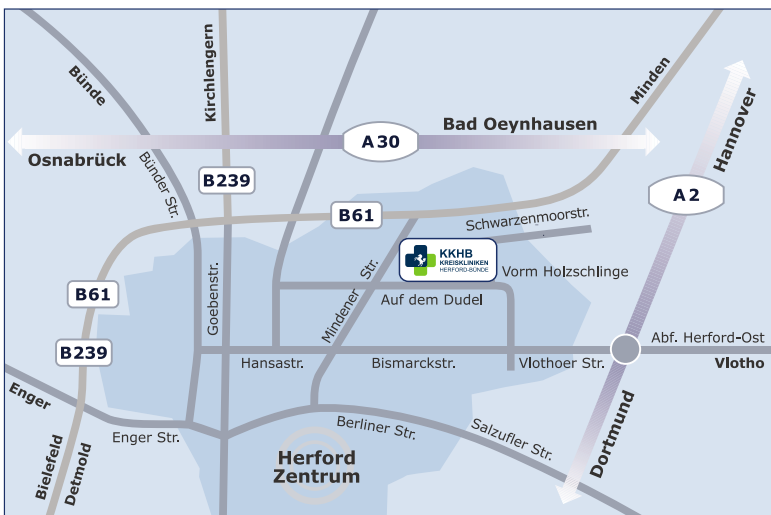 Bünde
Kirchlengern
Minden
Hannover
Bad Oeynhausen
A 30
Osnabrück
Bünder Str.
B239
A 2
B61
Schwarzenmoorstr.
KKHB
KREISKLINIKEN
HERFORD-BÜNDE
Vorm Holzschlinge
B61
Goebenstr.
Mindener Str.
Auf dem Dudel
B239
Abf. Herford-Ost
Hansastr.
Bismarckstr.
Vlothoer Str.
Vlotho
Enger
Enger Str.
Berliner Str.
Salzufler Str.
Dortmund
Bielefeld
Detmold
Herford
Zentrum